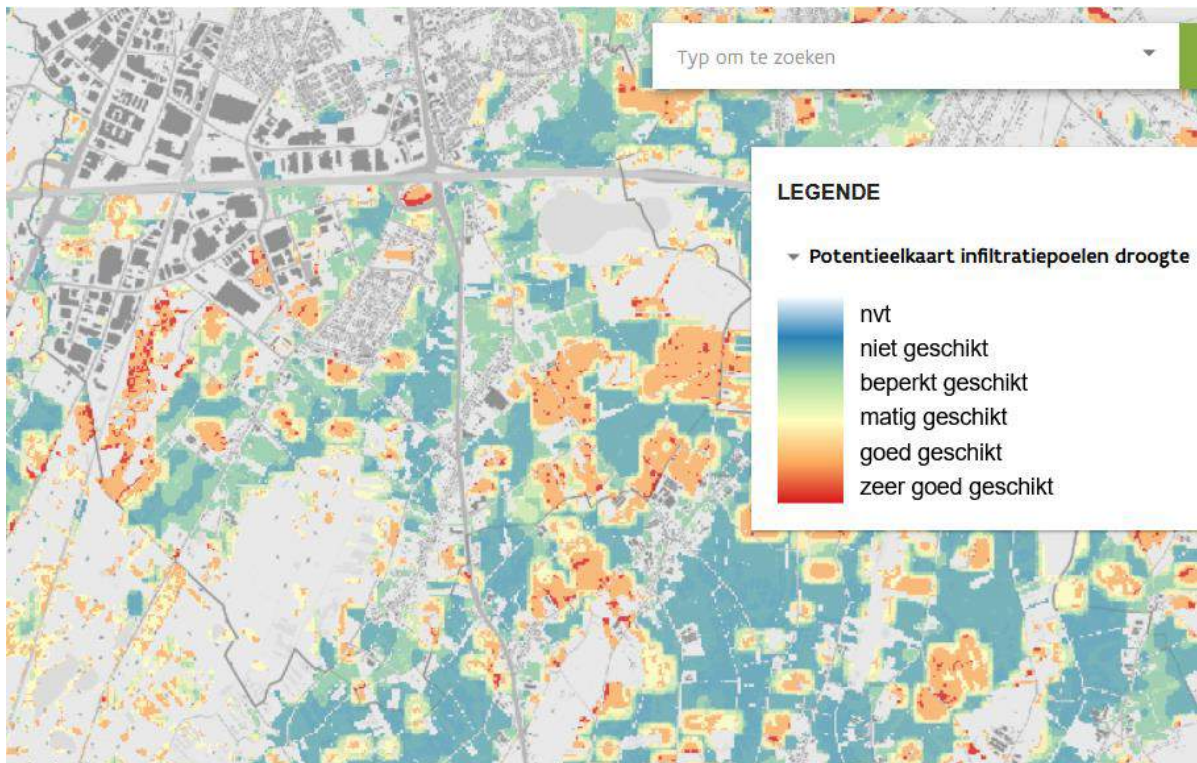 Typ om te zoeken
LEGENDE
Potentieelkaart infiltratiepoelen droogte
nvt
niet geschikt
beperkt geschikt
matig geschikt
goed geschikt
zeer goed geschikt